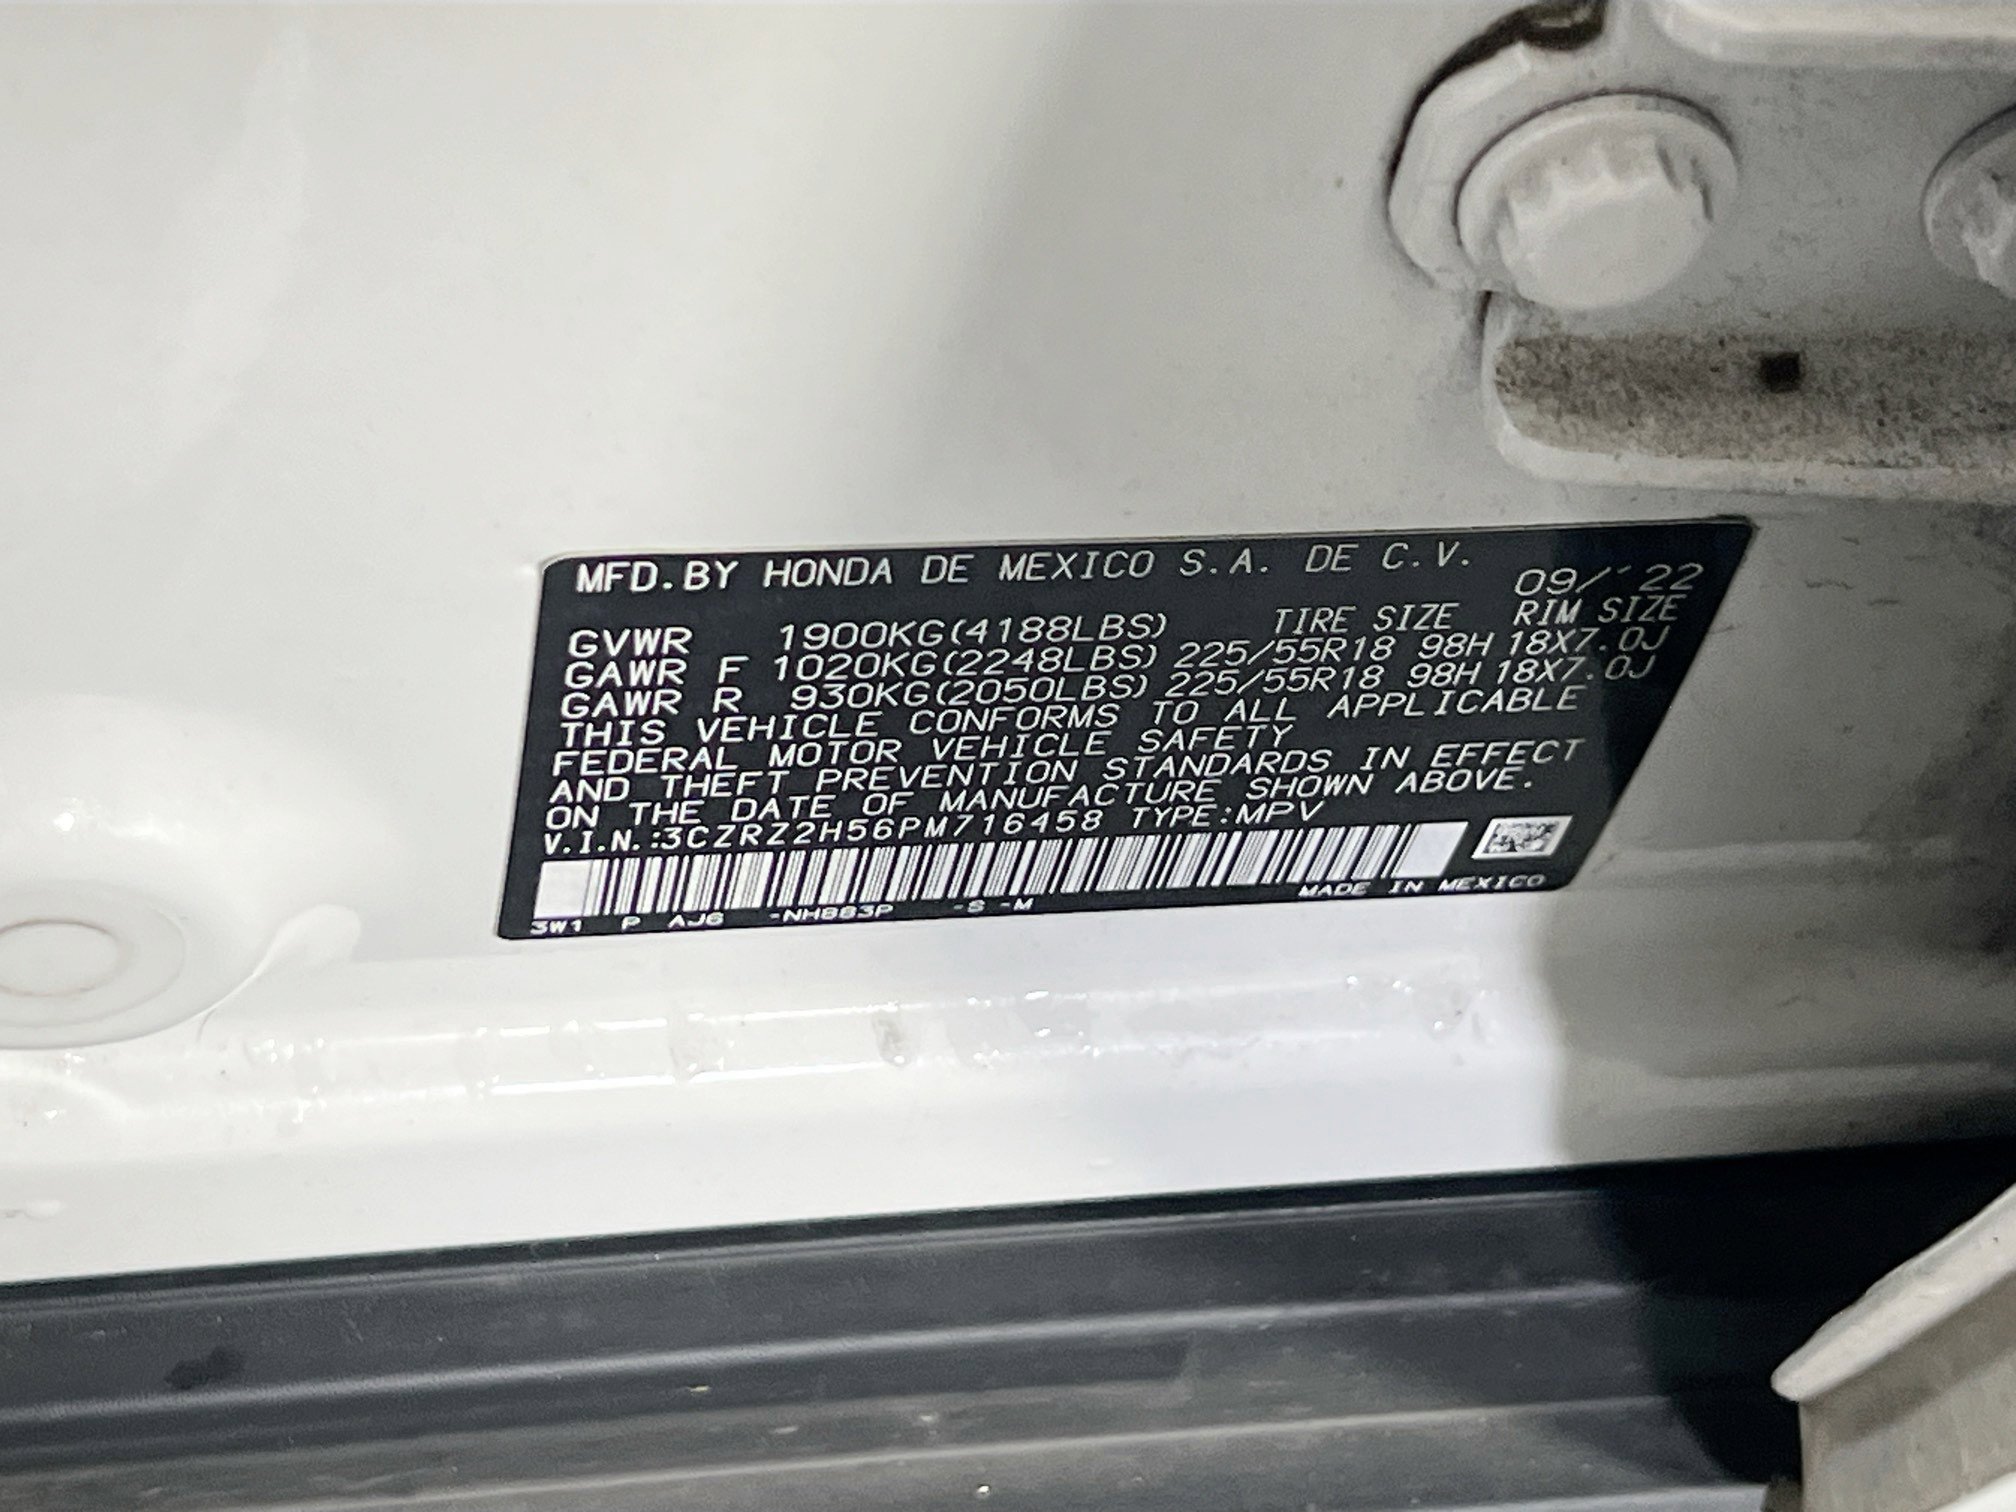 MFD.BY HONDA DE MEXICO S.A. DE C.V.
09/'22
GVWR 1900KG(4188LBS) TIRE SIZE RIM SIZE
GAWR F 1020KG(2248LBS) 225/55R18 98H 18X7.0J
GAWR R 930KG(2050LBS) 225/55R18 98H 18X7.0J
THIS VEHICLE CONFORMS TO ALL APPLICABLE
FEDERAL MOTOR VEHICLE SAFETY
AND THEFT PREVENTION STANDARDS IN EFFECT
ON THE DATE OF MANUFACTURE SHOWN ABOVE.
V.I.N.:3CZRZ2H56PM716458 TYPE:MPV
MADE IN MEXICO
3W1 P AJ6 -NH883P -S -M